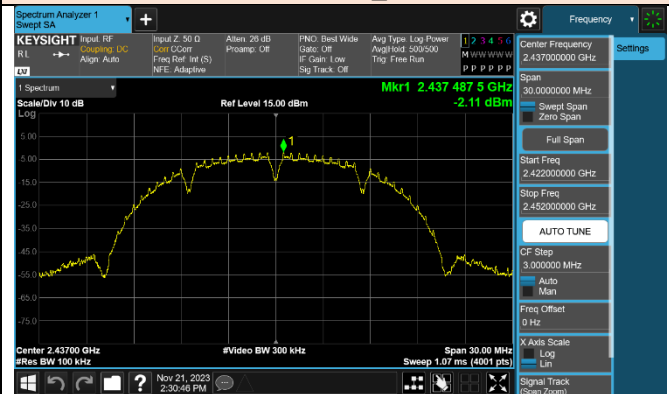 Spectrum Analyzer 1
Swept SA
Frequency
KEYSIGHT
RL
LXI
Input: RF
Coupling: DC
Align: Auto
Input Z: 50 Ω
Corr CCorr
Freq Ref: Int (S)
NFE: Adaptive
Atten: 26 dB
Preamp: Off
PNO: Best Wide
Gate: Off
IF Gain: Low
Sig Track: Off
Avg Type: Log-Power
Avg|Hold: 500/500
Trig: Free Run
1 2 3 4 5 6
M W W W W W
P P P P P P
1 Spectrum
Scale/Div 10 dB
Log
Ref Level 15.00 dBm
Mkr1 2.437 487 5 GHz
-2.11 dBm
1
5.00
-5.00
-15.0
-25.0
-35.0
-45.0
-55.0
-65.0
-75.0
Center 2.43700 GHz
#Res BW 100 kHz
#Video BW 300 kHz
Span 30.00 MHz
Sweep 1.07 ms (4001 pts)
?
Nov 21, 2023
2:30:46 PM
Center Frequency
2.437000000 GHz
Settings
Span
30.0000000 MHz
Swept Span
Zero Span
Full Span
Start Freq
2.422000000 GHz
Stop Freq
2.452000000 GHz
AUTO TUNE
CF Step
3.000000 MHz
Auto
Man
Freq Offset
0 Hz
X Axis Scale
Log
Lin
Signal Track
(Span Zoom)